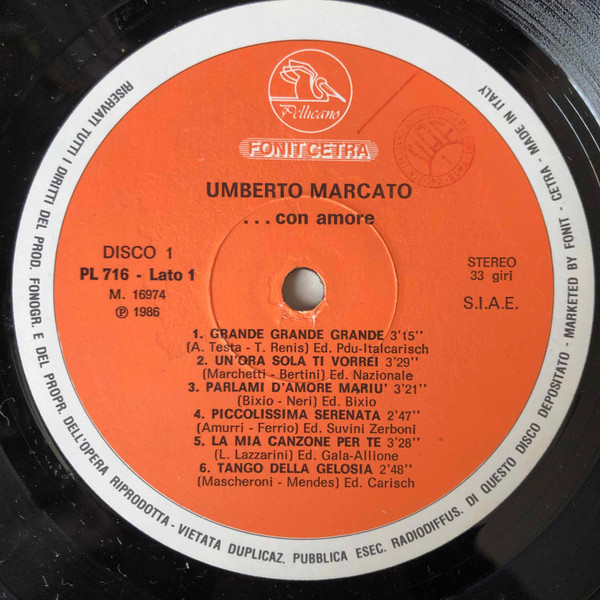 Pellicano
FONIT CETRA
UMBERTO MARCATO
...con amore
DISCO 1
PL 716 - Lato 1
M. 16974
Ⓟ 1986
STEREO
33 giri
S.I.A.E.
1. GRANDE GRANDE GRANDE 3'15''
(A. Testa - T. Renis) Ed. Pdu-Italcarisch
2. UN'ORA SOLA TI VORREI 3'29''
(Marchetti - Bertini) Ed. Nazionale
3. PARLAMI D'AMORE MARIU' 3'21''
(Bixio - Neri) Ed. Bixio
4. PICCOLISSIMA SERENATA 2'47''
(Amurri - Ferrio) Ed. Suvini Zerboni
5. LA MIA CANZONE PER TE 3'28''
(L. Lazzarini) Ed. Gala-Allione
6. TANGO DELLA GELOSIA 2'48''
(Mascheroni - Mendes) Ed. Carisch
RISERVATI TUTTI I DIRITTI DEL PROD. FONOGR. E DEL PROPR. DELL'OPERA RIPRODOTTA - VIETATA DUPLICAZ. PUBBLICA ESEC. RADIODIFFUS. DI QUESTO DISCO DEPOSITATO - MARKETED BY FONIT - CETRA - MADE IN ITALY